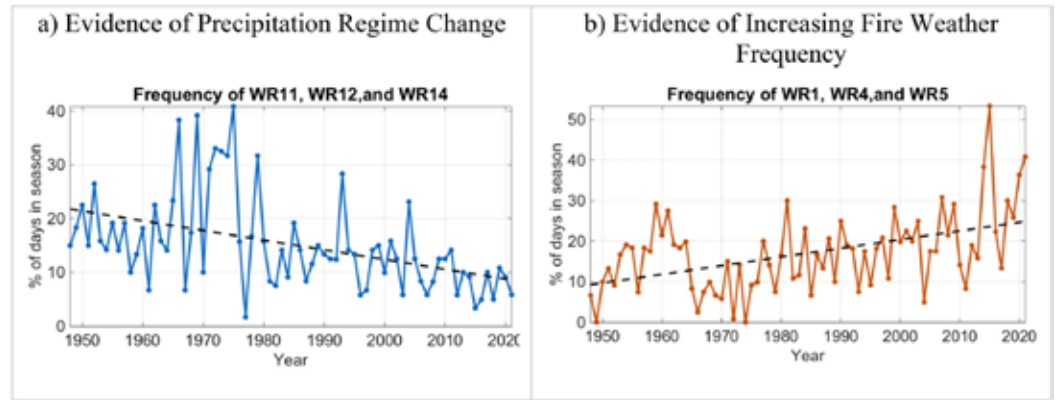 a) Evidence of Precipitation Regime Change
Frequency of WR11, WR12,and WR14
% of days in season
40
30
20
10
0
1950 1960 1970 1980 1990 2000 2010 2020
Year
b) Evidence of Increasing Fire Weather
Frequency
Frequency of WR1, WR4,and WR5
% of days in season
50
40
30
20
10
0
1950 1960 1970 1980 1990 2000 2010 2020
Year